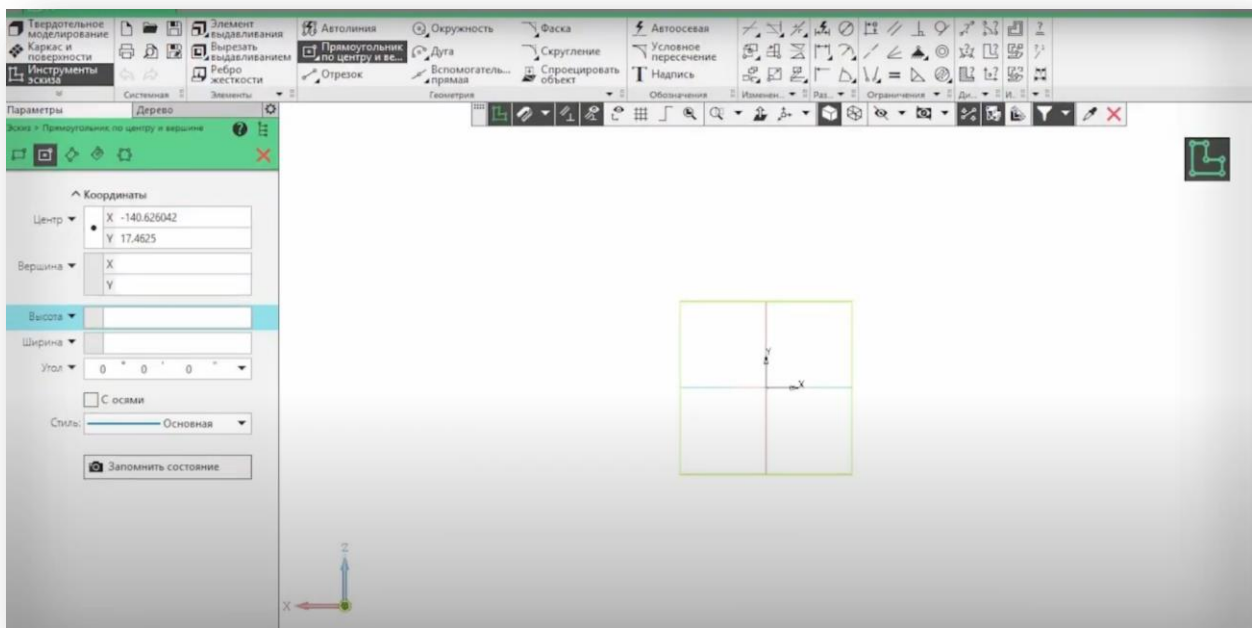 Твердотельное моделирование
Каркас и поверхности
Инструменты эскиза
Системная
Элемент выдавливания
Вырезать выдавливанием
Ребро жесткости
Элементы
Автолиния
Прямоугольник по центру и ве...
Отрезок
Окружность
Дуга
Вспомогатель... прямая
Фаска
Скругление
Спроецировать объект
Геометрия
Автоосевая
Условное пересечение
Надпись
Обозначения
Изменен...
Раз...
Ограничения
Ди...
И...
Параметры
Дерево
Эскиз > Прямоугольник по центру и вершине
Координаты
Центр
X -140.626042
Y 17.4625
Вершина
X
Y
Высота
Ширина
Угол 0 ° 0 ' 0 "
С осями
Стиль: Основная
Запомнить состояние
Y
X
Z
X